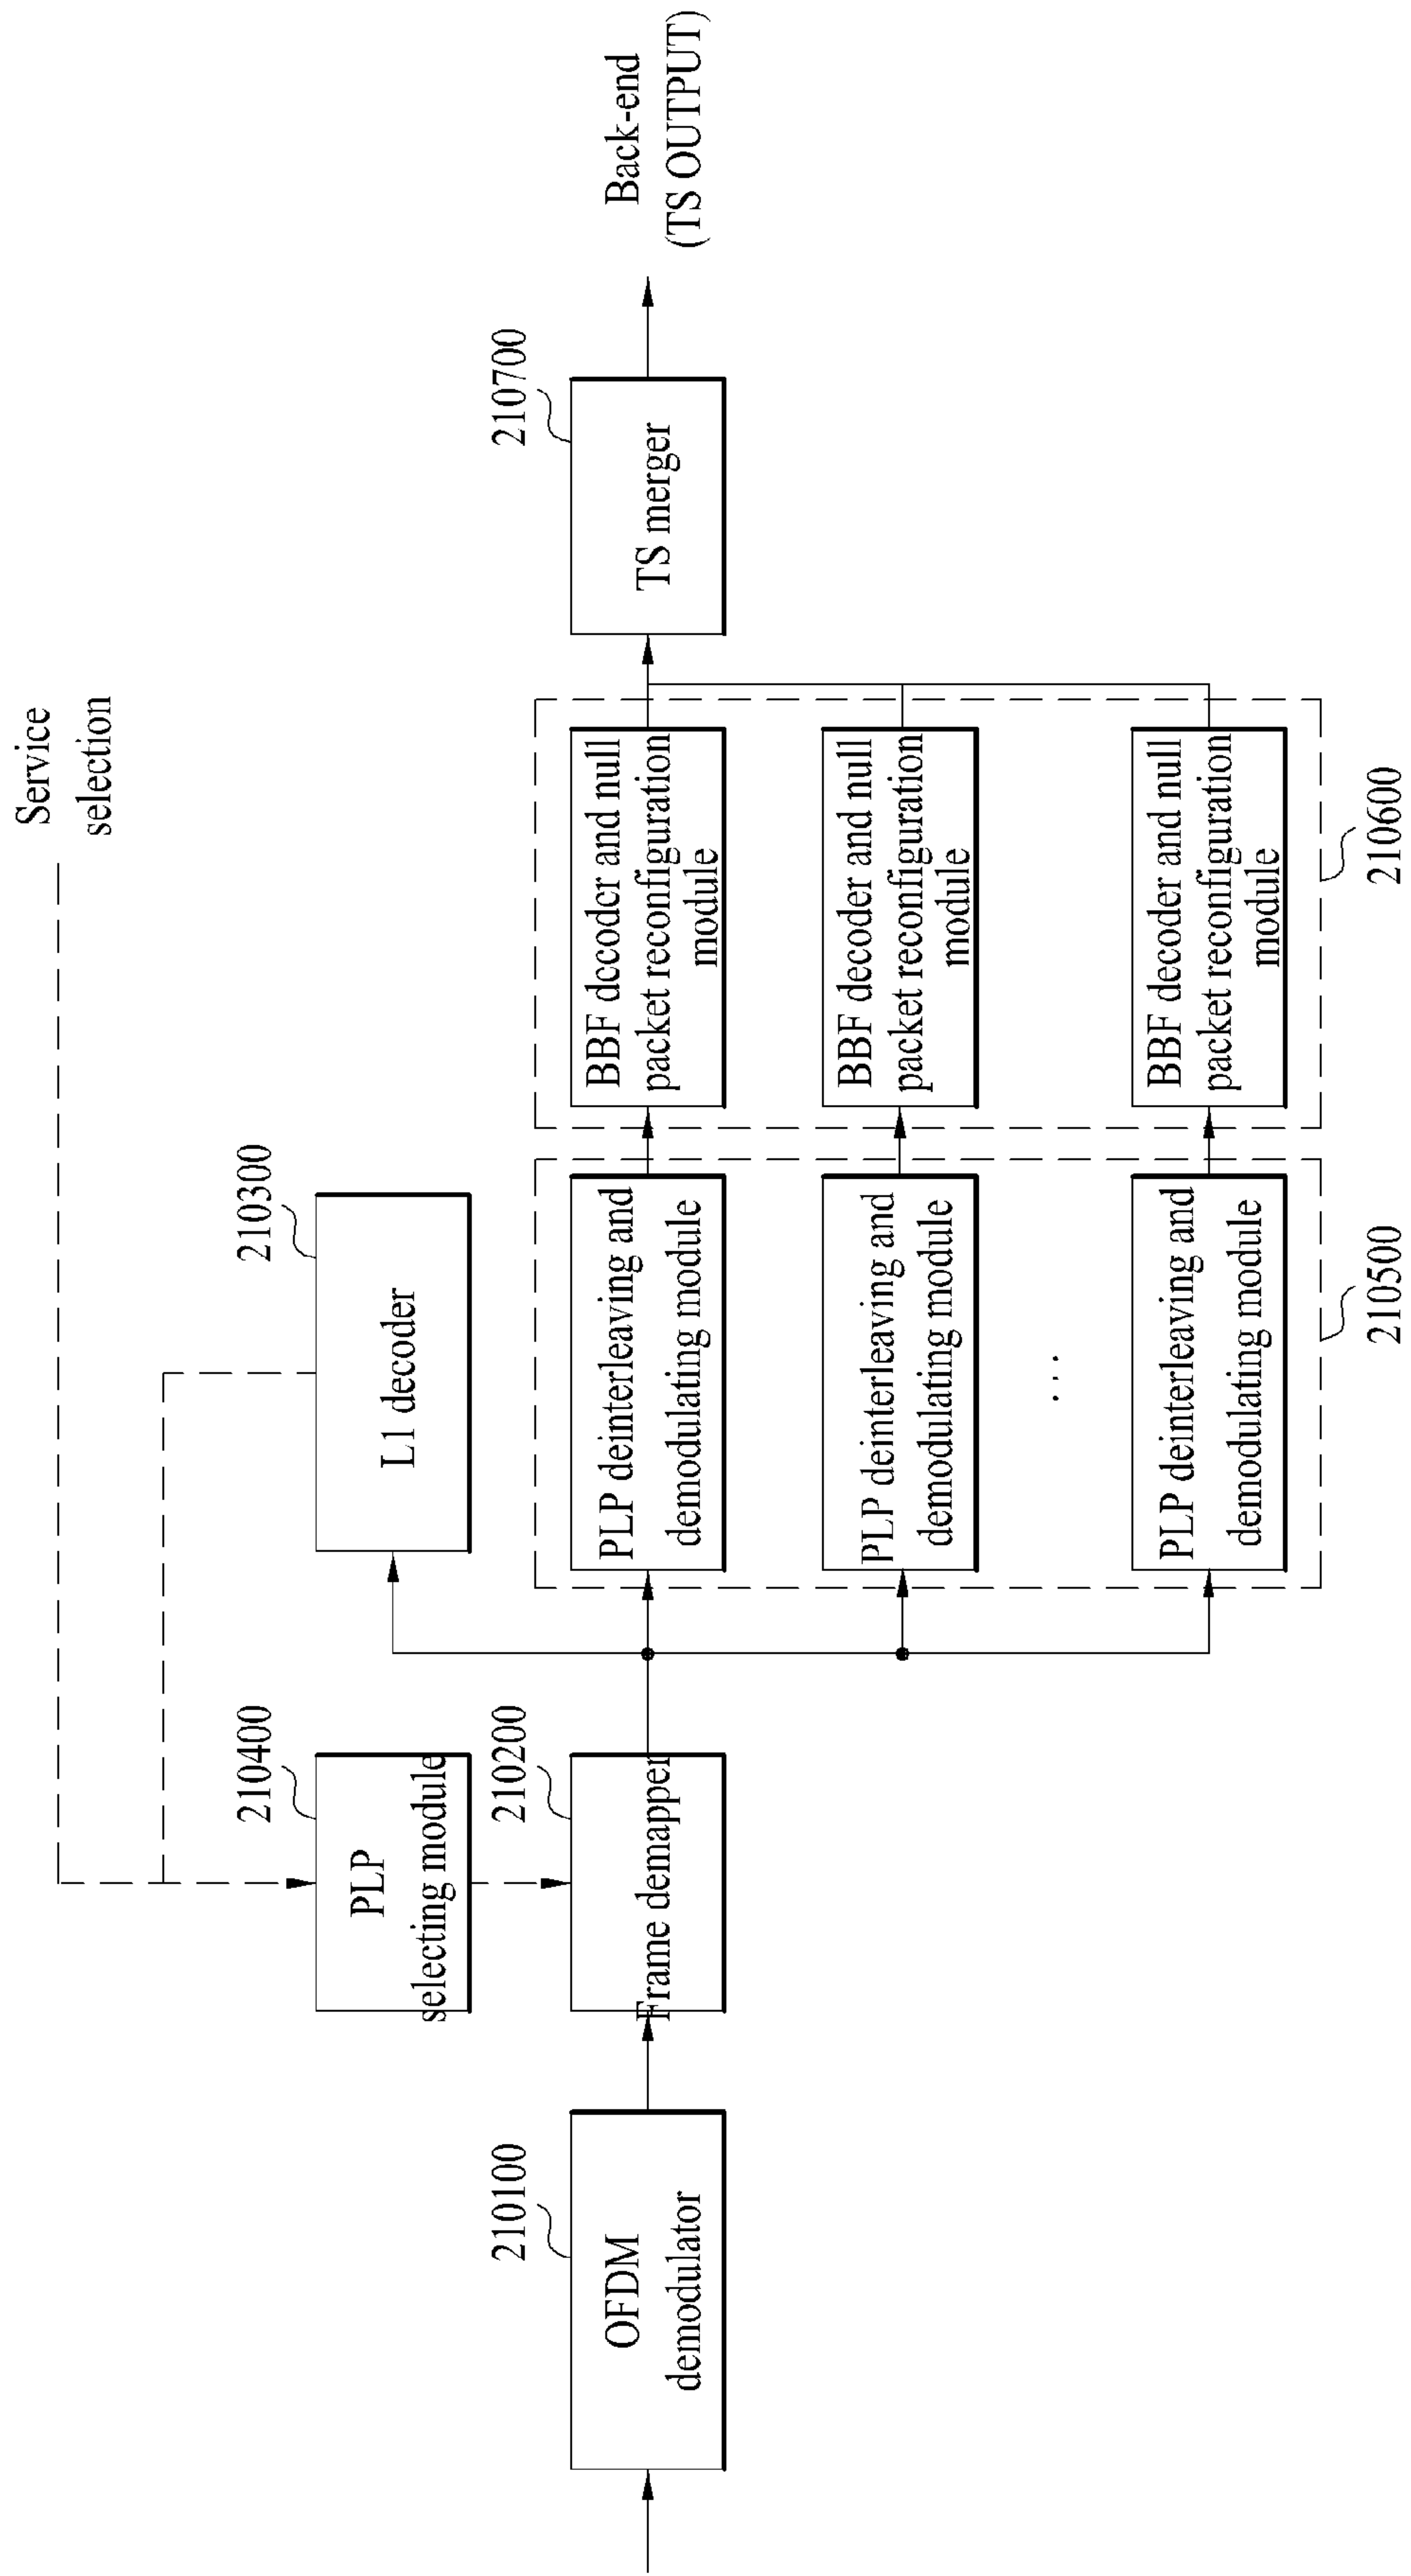 Service
selection
210400
PLP
selecting module
210300
L1 decoder
210100
OFDM
demodulator
210200
Frame demapper
PLP deinterleaving and
demodulating module
BBF decoder and null
packet reconfiguration
module
210700
TS merger
Back-end
(TS OUTPUT)
PLP deinterleaving and
demodulating module
BBF decoder and null
packet reconfiguration
module
...
PLP deinterleaving and
demodulating module
BBF decoder and null
packet reconfiguration
module
210500
210600